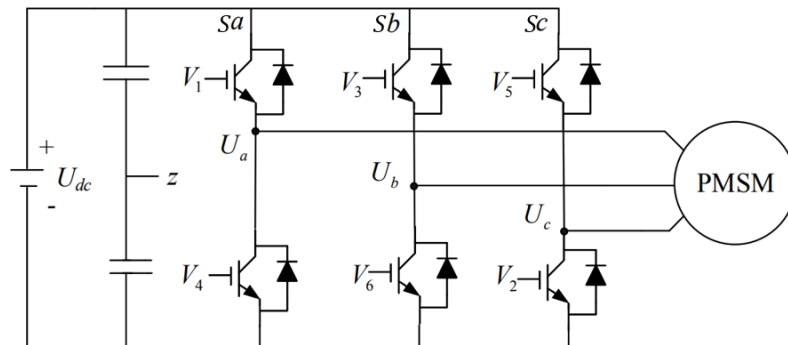 Sa Sb Sc
V1 V3 V5
+
Ua
Udc z Ub PMSM
-
Uc
V4 V6 V2